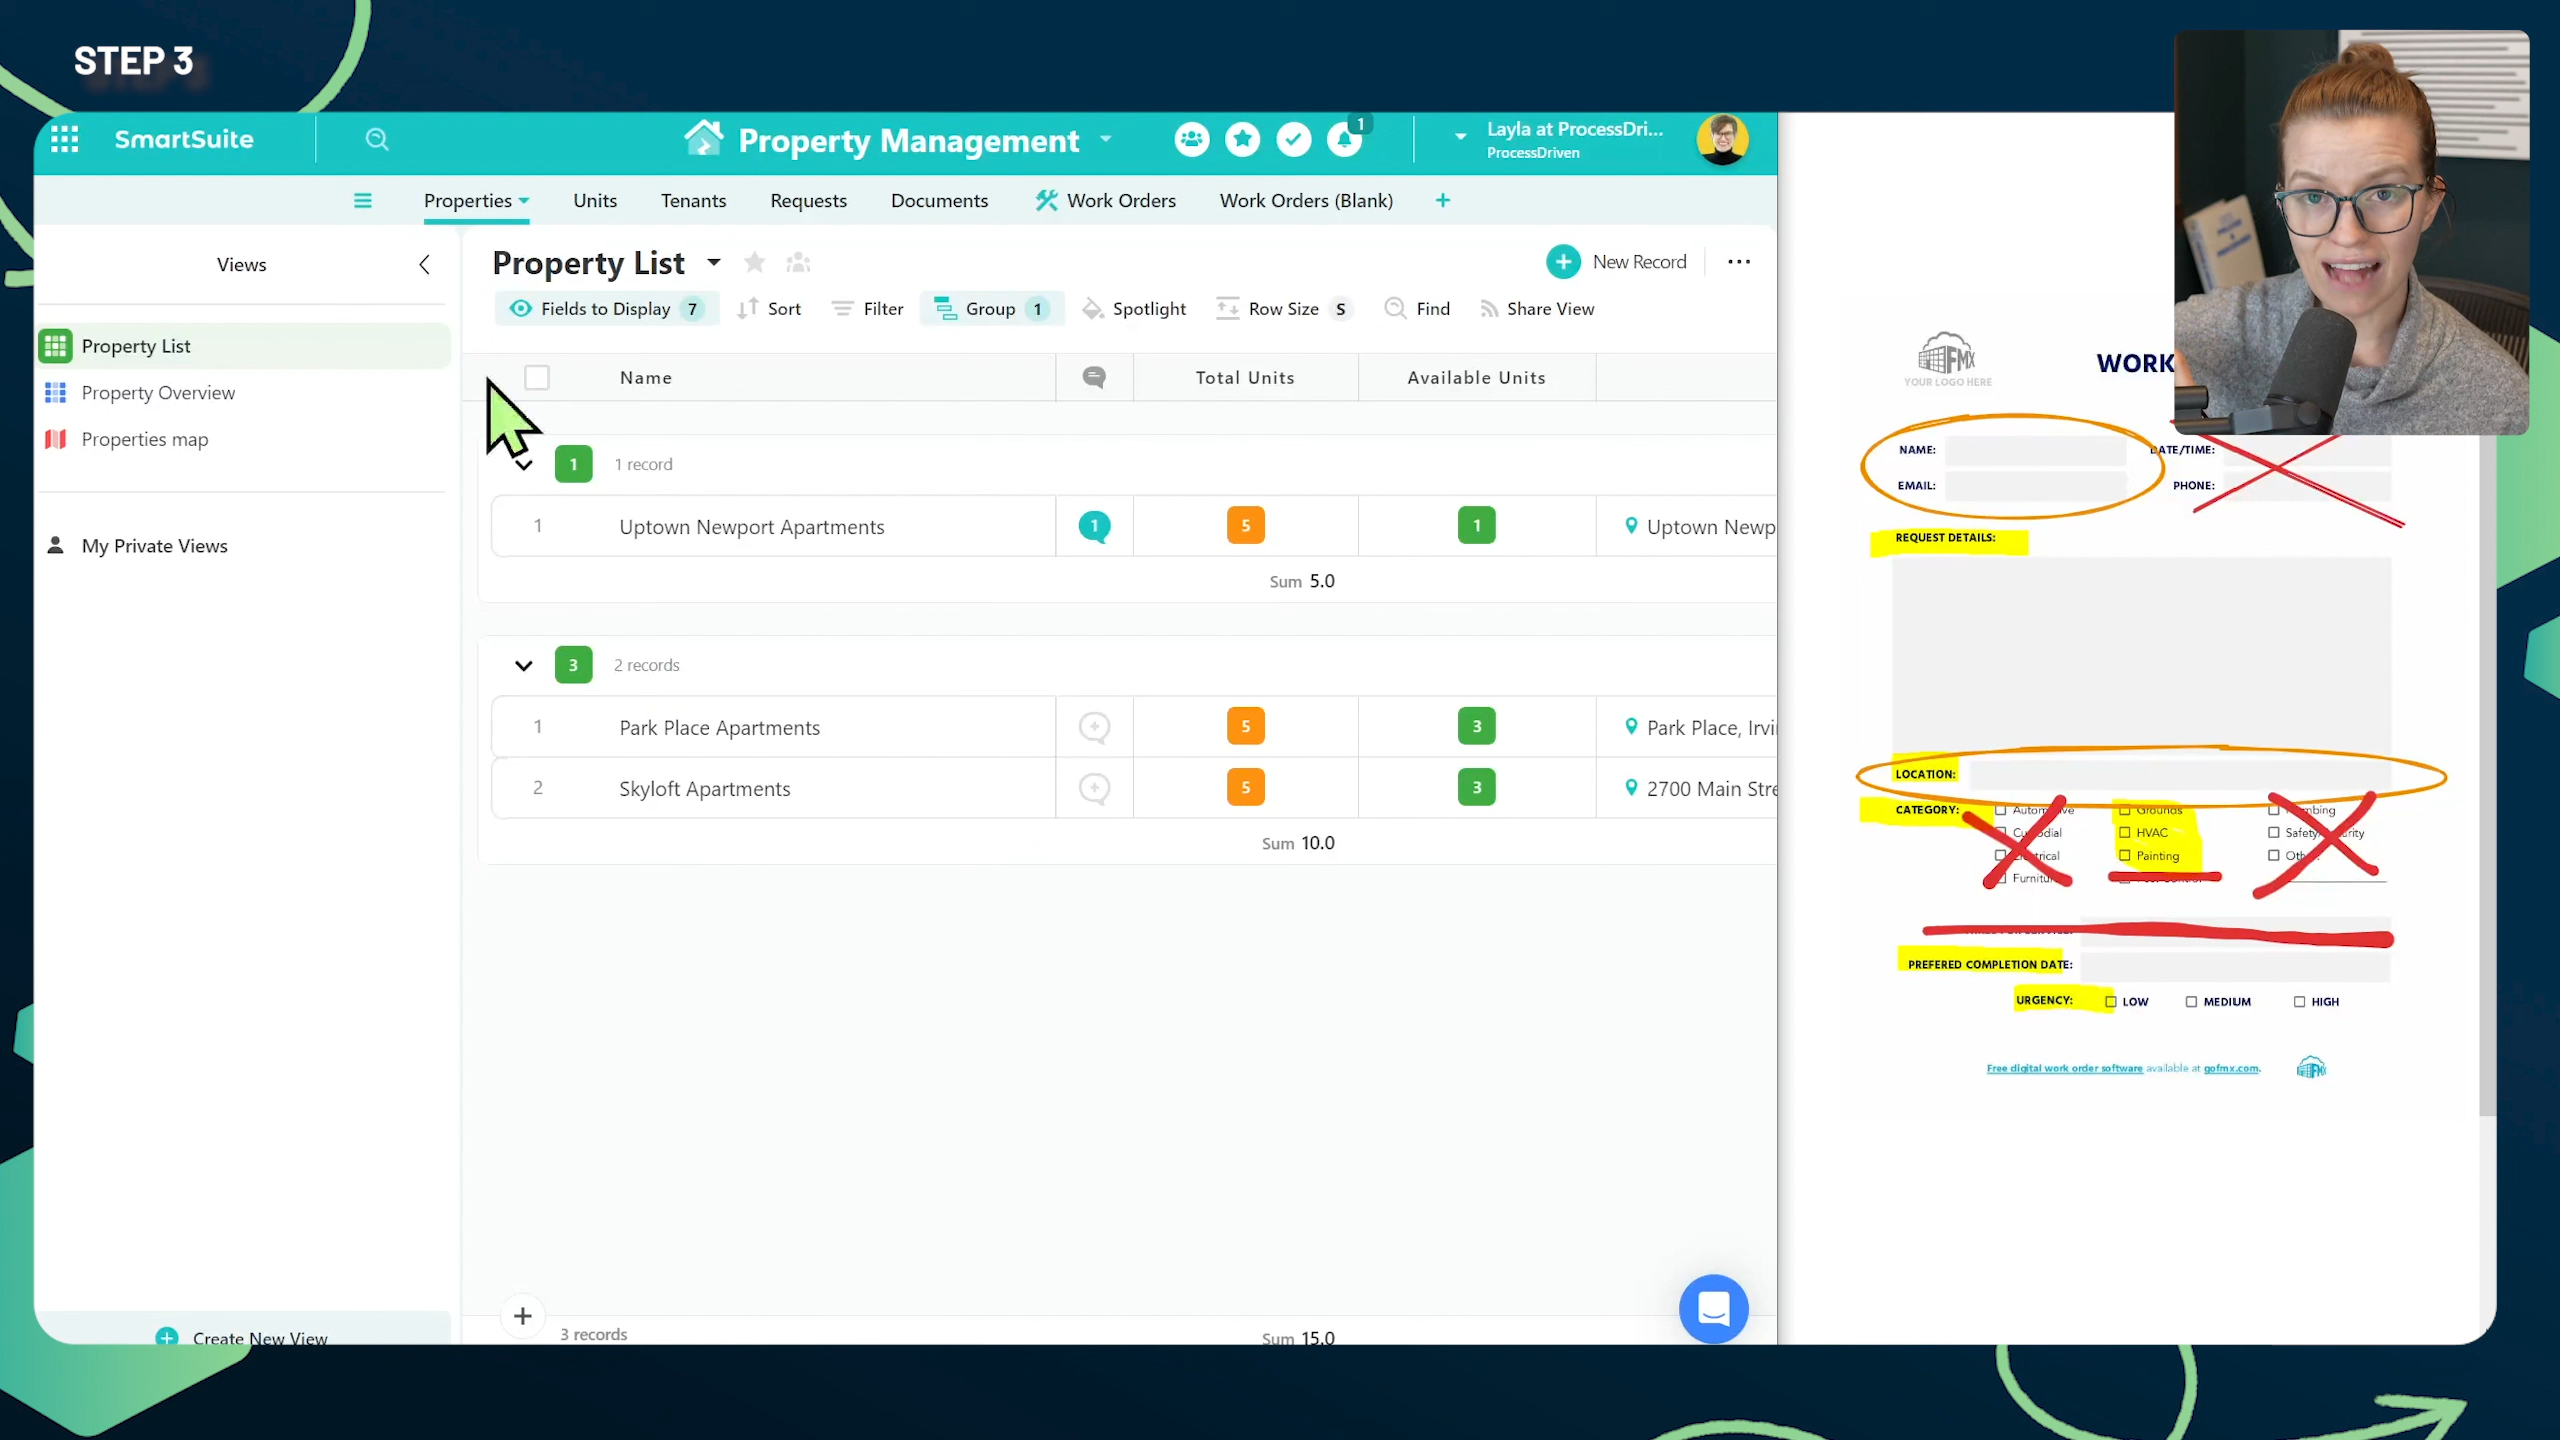 STEP 3
SmartSuite
Property Management
1
Layla at ProcessDri...
ProcessDriven
Properties
Units
Tenants
Requests
Documents
Work Orders
Work Orders (Blank)
Views
Property List
Property Overview
Properties map
My Private Views
Create New View
Property List
New Record
Fields to Display 7
Sort
Filter
Group 1
Spotlight
Row Size S
Find
Share View
Name
Total Units
Available Units
1 1 record
1 Uptown Newport Apartments 1 5 1 Uptown Newp
Sum 5.0
3 2 records
1 Park Place Apartments 5 3 Park Place, Irvi
2 Skyloft Apartments 5 3 2700 Main Stre
Sum 10.0
3 records
Sum 15.0
FMX
YOUR LOGO HERE
WORK
NAME:
DATE/TIME:
EMAIL:
PHONE:
REQUEST DETAILS:
LOCATION:
CATEGORY:
Grounds
HVAC
Painting
PREFERED COMPLETION DATE:
URGENCY:
LOW
MEDIUM
HIGH
Free digital work order software available at gofmx.com.
FMX